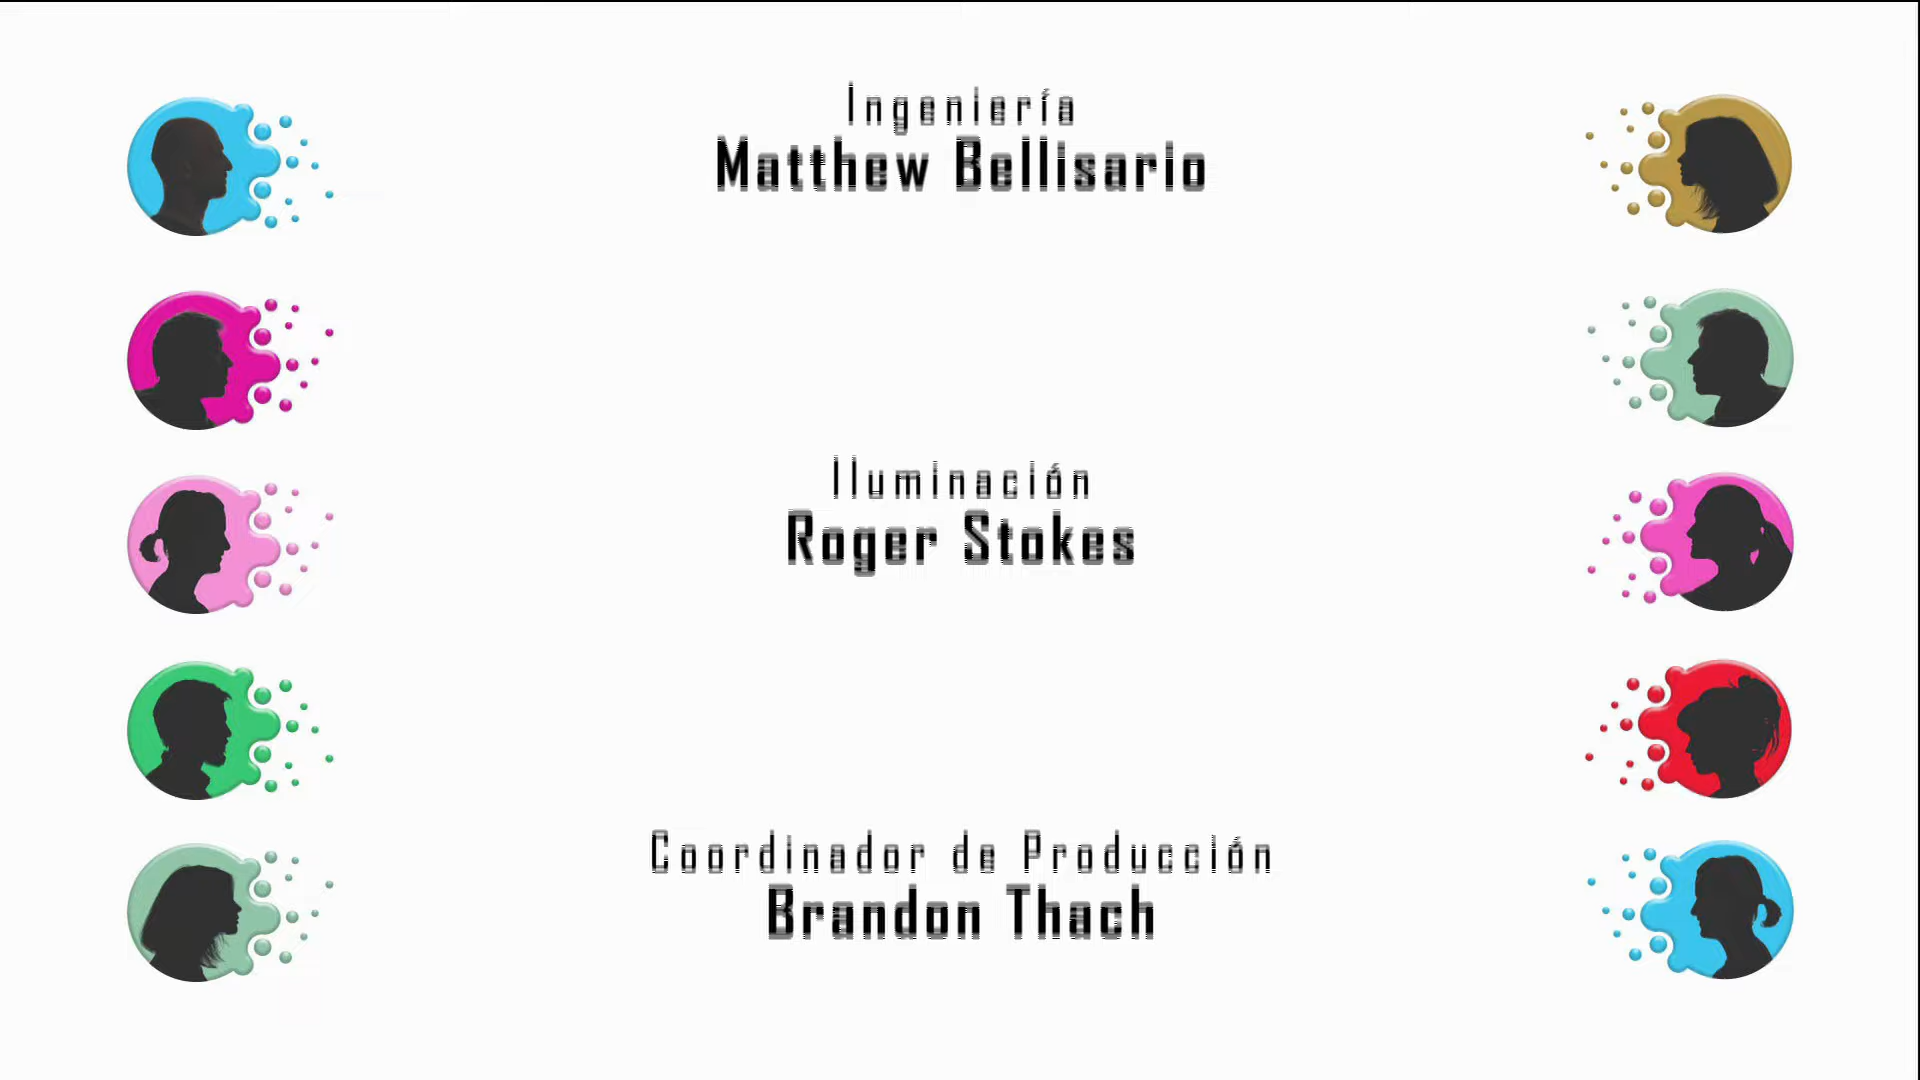 Ingeniería
Matthew Bellisario
Iluminación
Roger Stokes
Coordinador de Producción
Brandon Thach